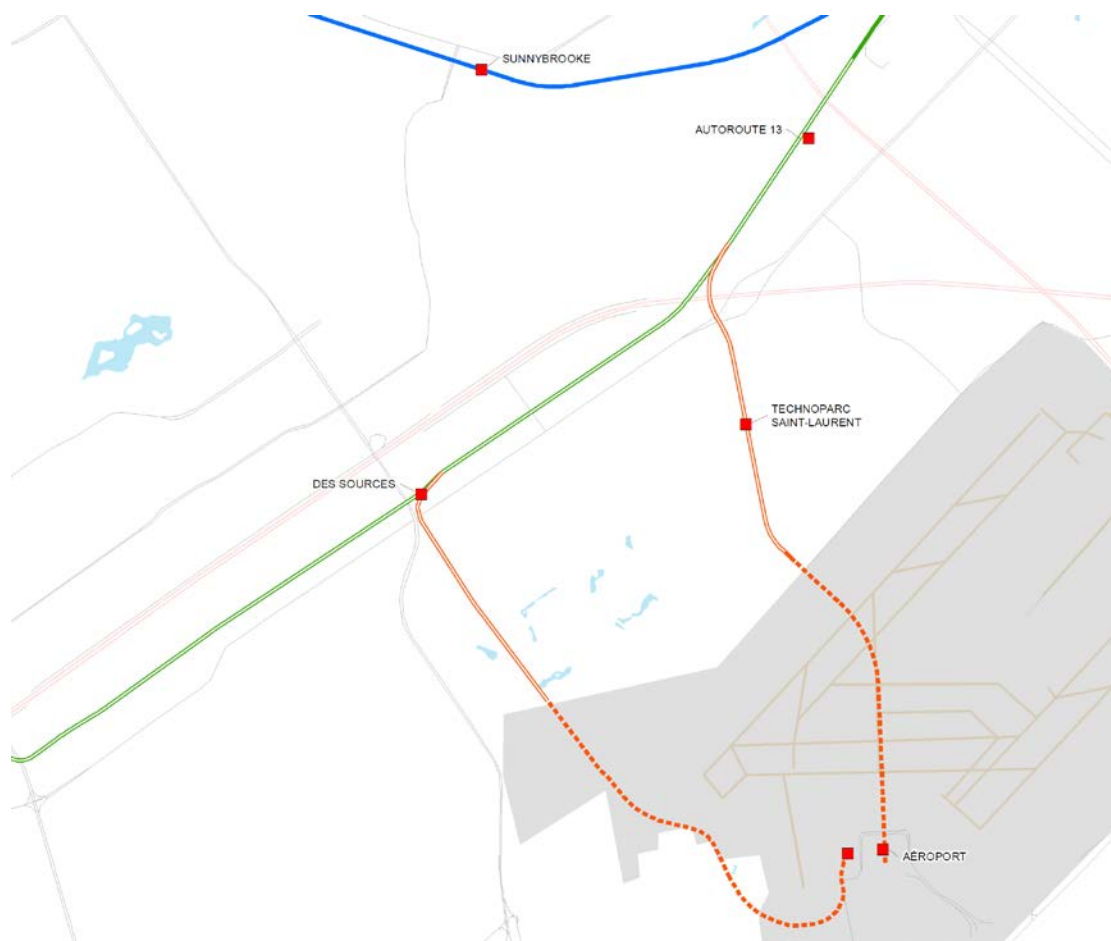 SUNNYBROOKE
AUTOROUTE 13
TECHNOPARC
SAINT-LAURENT
DES SOURCES
AÉROPORT